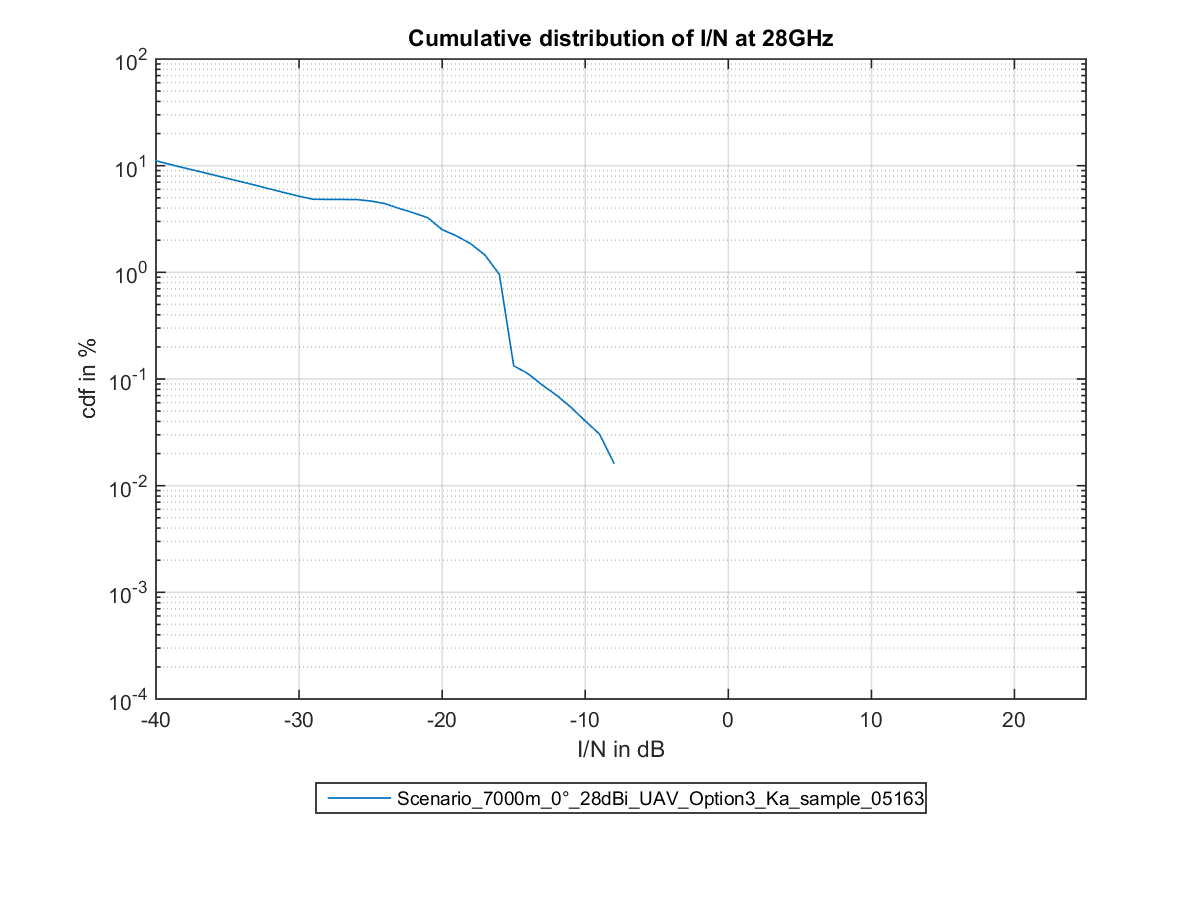 Cumulative distribution of I/N at 28GHz
10^2
10^1
10^0
10^-1
10^-2
10^-3
10^-4
cdf in %
-40 -30 -20 -10 0 10 20
I/N in dB
Scenario_7000m_0°_28dBi_UAV_Option3_Ka_sample_05163